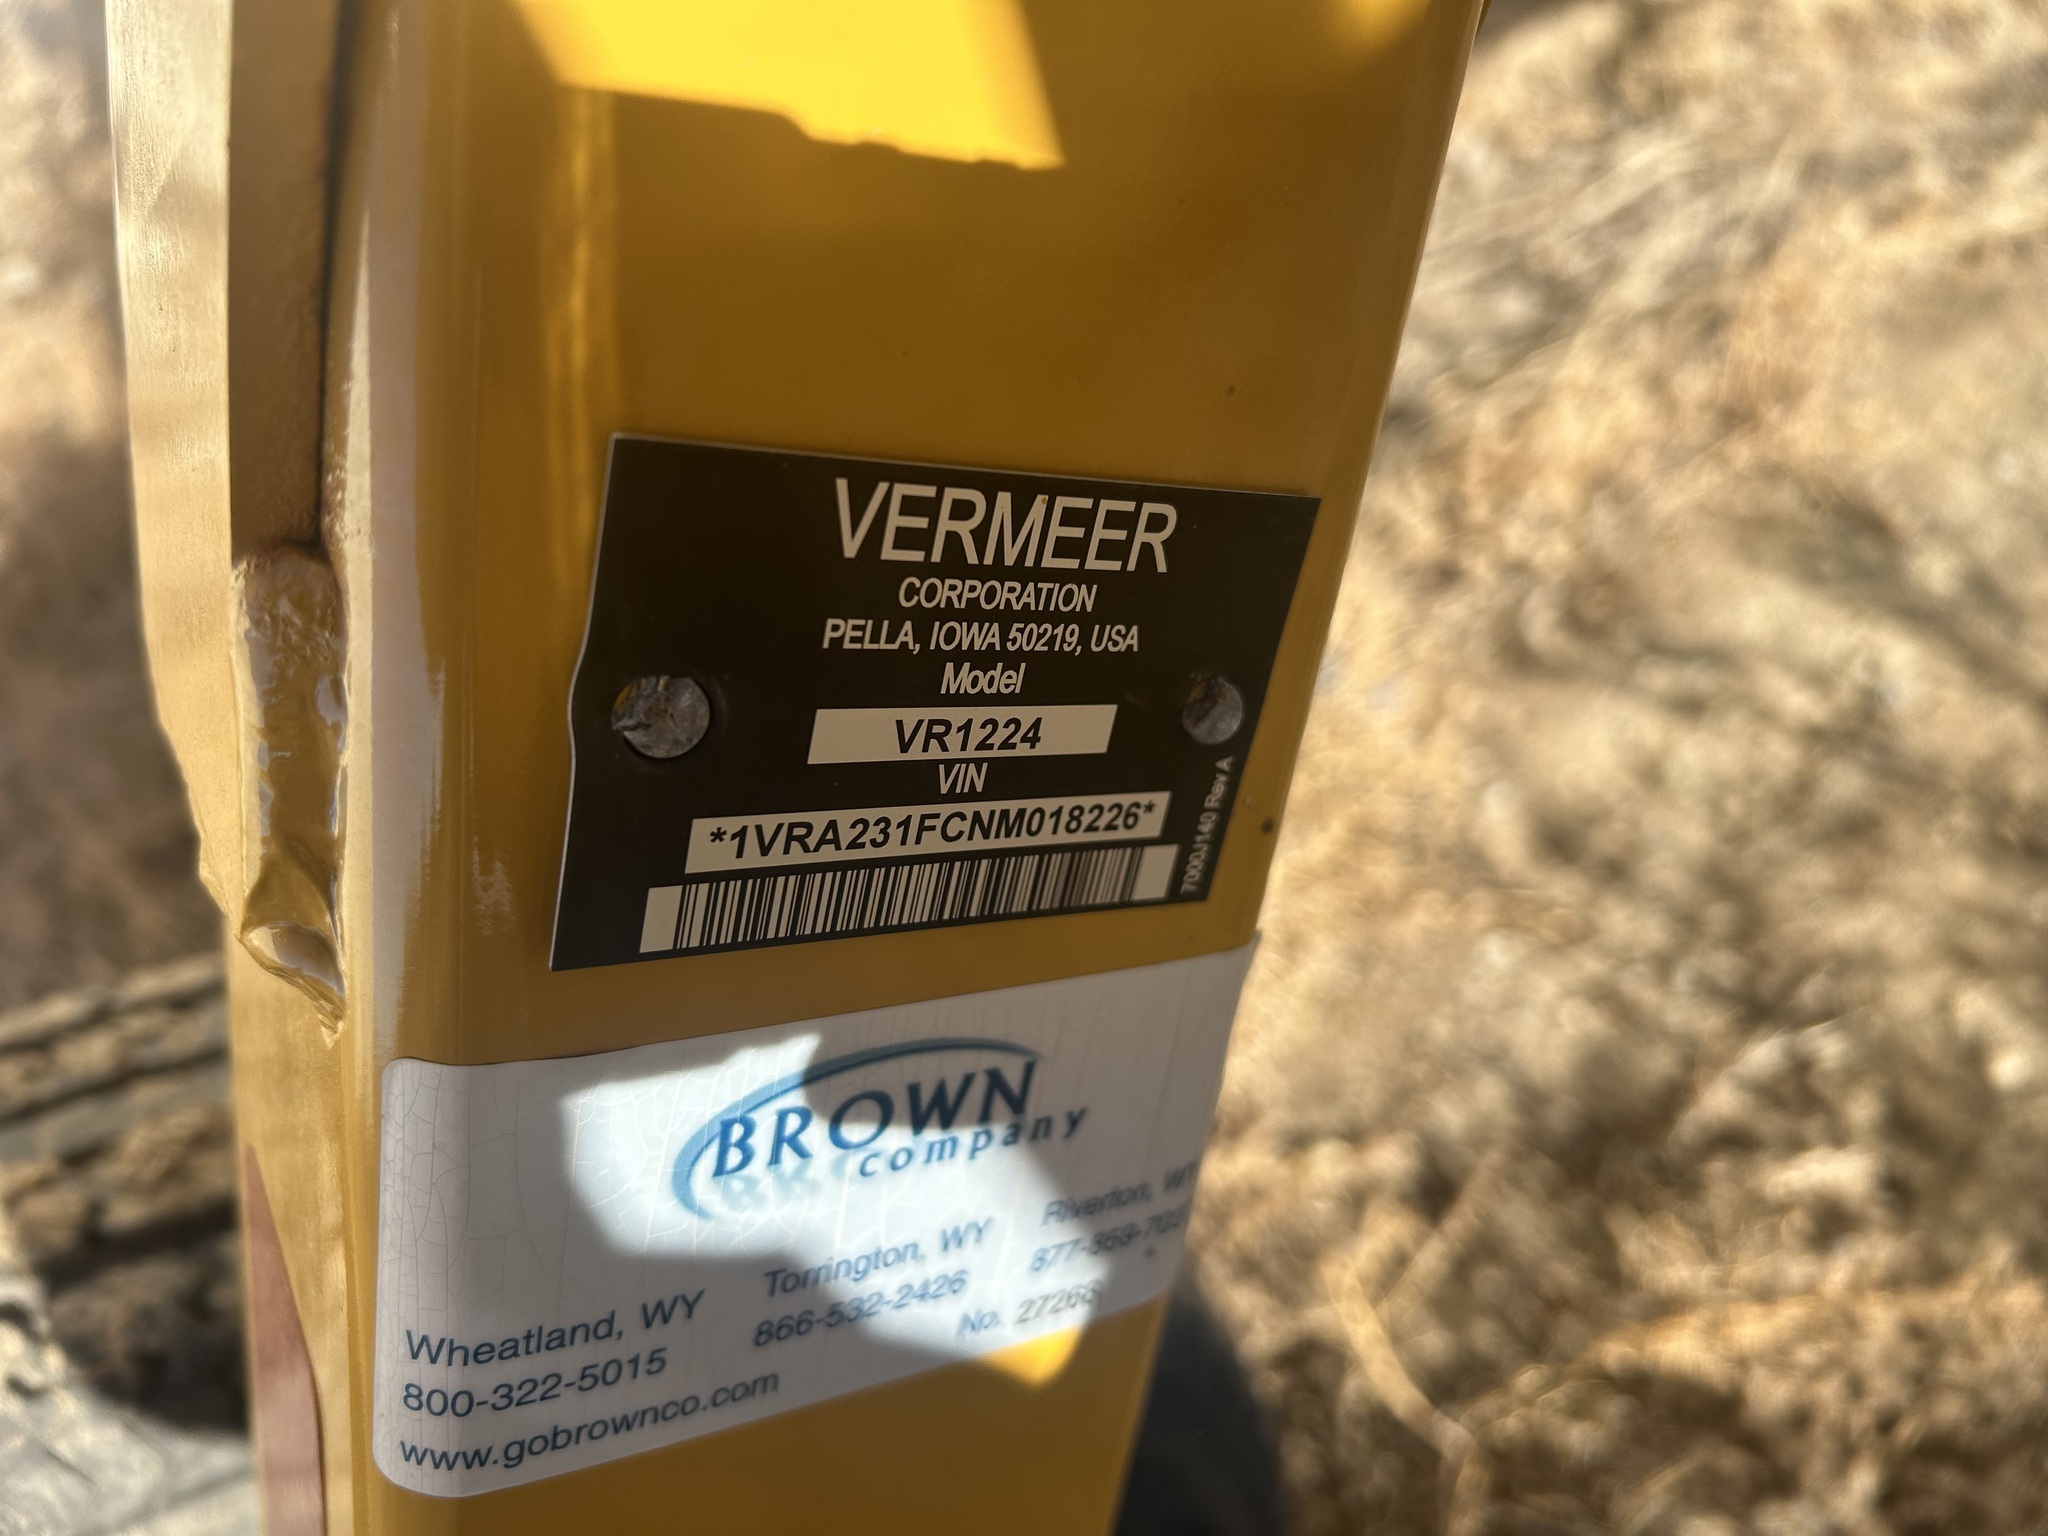 VERMEER
CORPORATION
PELLA, IOWA 50219, USA
Model
VR1224
VIN
*1VRA231FCNM018226*
7000J140 Rev A
BROWN
company
Wheatland, WY
800-322-5015
Torrington, WY
866-532-2426
Riverton, WY
No.
www.gobrownco.com